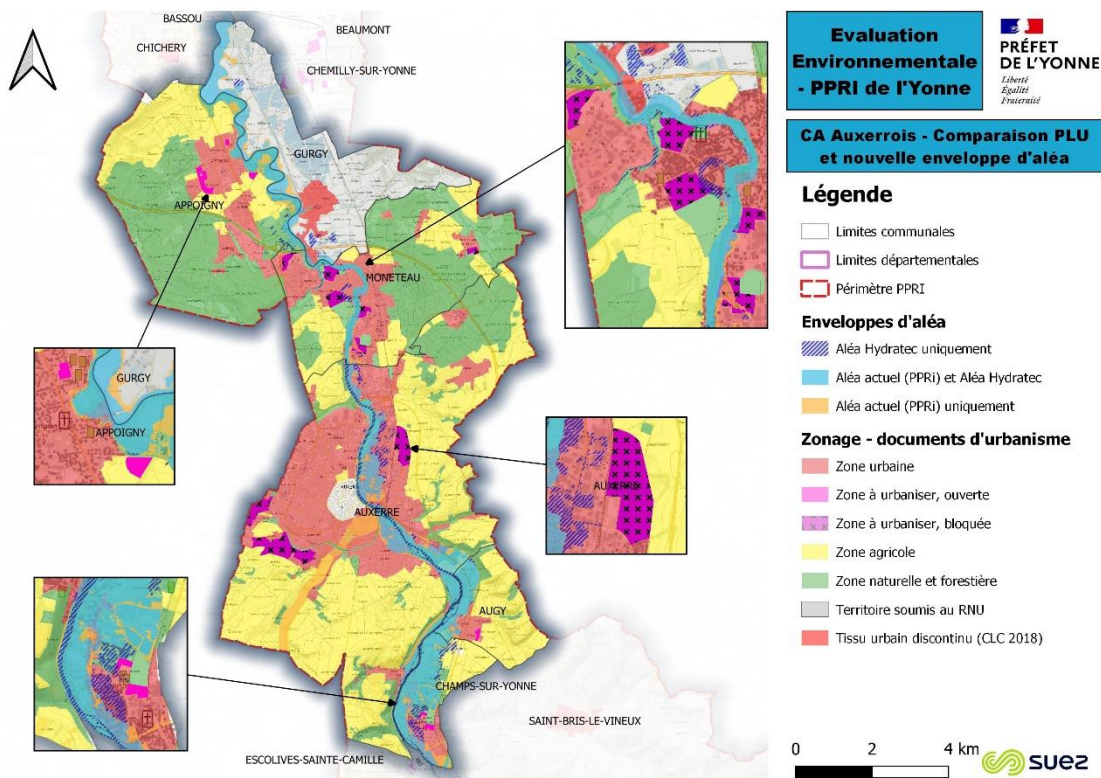 BASSOU
CHICHERY
BEAUMONT
CHEMILLY-SUR-YONNE
GURGY
APPOIGNY
MONETEAU
GURGY
APPOIGNY
AUXERRE
AUXERRE
AUGY
CHAMPS-SUR-YONNE
SAINT-BRIS-LE-VINEUX
ESCOLIVES-SAINTE-CAMILLE
Evaluation
Environnementale
- PPRI de l'Yonne
PRÉFET
DE L'YONNE
Liberté
Égalité
Fraternité
CA Auxerrois - Comparaison PLU
et nouvelle enveloppe d'aléa
Légende
Limites communales
Limites départementales
Périmètre PPRI
Enveloppes d'aléa
Aléa Hydratec uniquement
Aléa actuel (PPRi) et Aléa Hydratec
Aléa actuel (PPRi) uniquement
Zonage - documents d'urbanisme
Zone urbaine
Zone à urbaniser, ouverte
Zone à urbaniser, bloquée
Zone agricole
Zone naturelle et forestière
Territoire soumis au RNU
Tissu urbain discontinu (CLC 2018)
0 2 4 km
suez